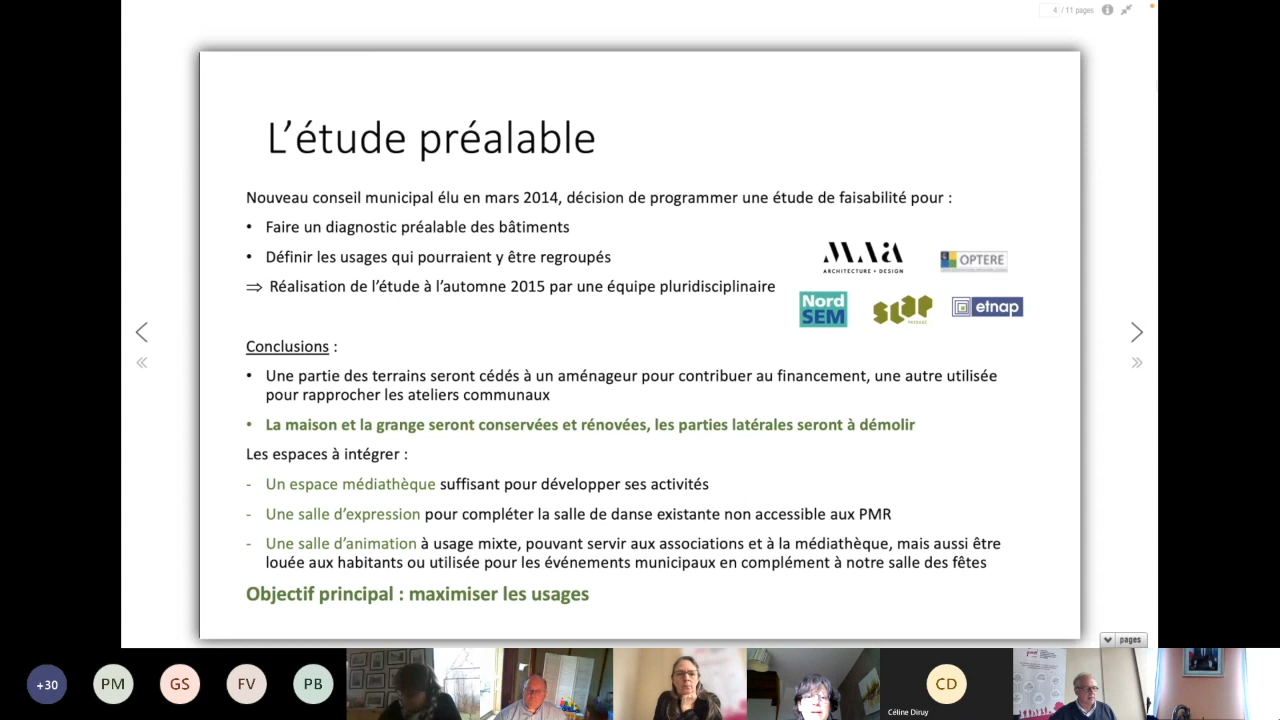 4 / 11 pages
L'étude préalable
Nouveau conseil municipal élu en mars 2014, décision de programmer une étude de faisabilité pour :
• Faire un diagnostic préalable des bâtiments
• Définir les usages qui pourraient y être regroupés
⇒ Réalisation de l'étude à l'automne 2015 par une équipe pluridisciplinaire
MAA
ARCHITECTURE + DESIGN
OPTERE
Nord
SEM
SLAP
PAYSAGE
etnap
Conclusions :
• Une partie des terrains seront cédés à un aménageur pour contribuer au financement, une autre utilisée
pour rapprocher les ateliers communaux
• La maison et la grange seront conservées et rénovées, les parties latérales seront à démolir
Les espaces à intégrer :
- Un espace médiathèque suffisant pour développer ses activités
- Une salle d'expression pour compléter la salle de danse existante non accessible aux PMR
- Une salle d'animation à usage mixte, pouvant servir aux associations et à la médiathèque, mais aussi être
louée aux habitants ou utilisée pour les événements municipaux en complément à notre salle des fêtes
Objectif principal : maximiser les usages
pages
+30
PM
GS
FV
PB
CD
Céline Diruy